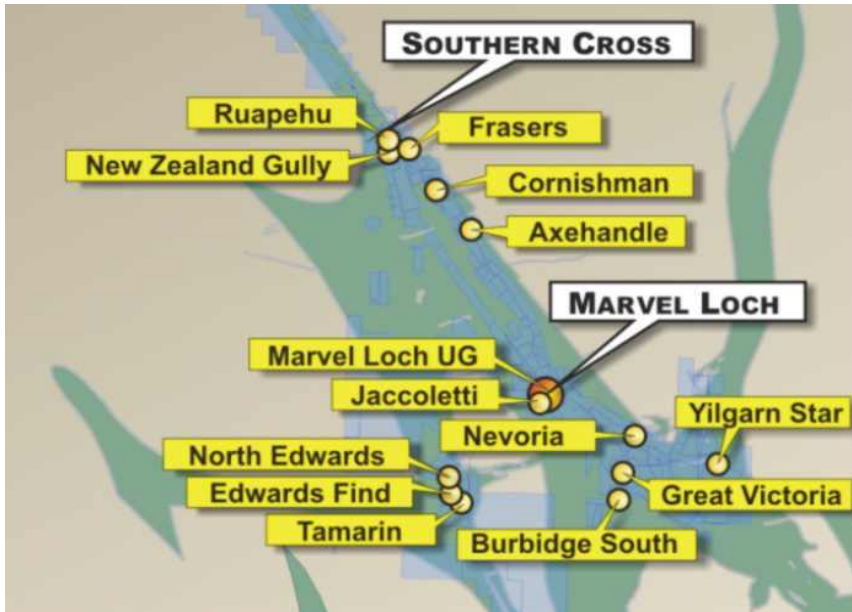 SOUTHERN CROSS
Ruapehu
Frasers
New Zealand Gully
Cornishman
Axehandle
MARVEL LOCH
Marvel Loch UG
Jaccoletti
Yilgarn Star
Nevoria
North Edwards
Edwards Find
Great Victoria
Tamarin
Burbidge South